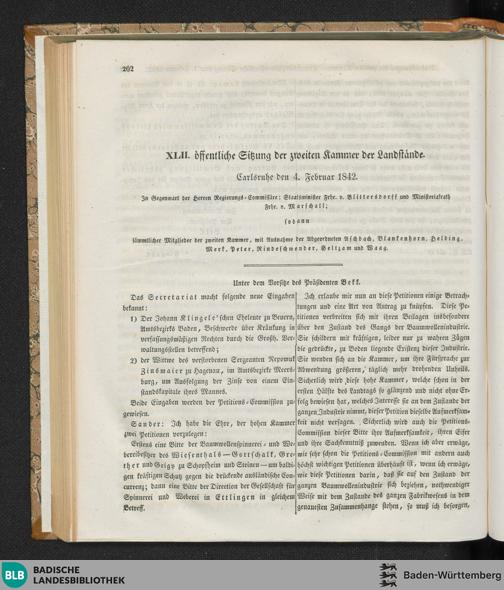 202
XLII. öffentliche Sitzung der zweiten Kammer der Landstände.
Carlsruhe den 4. Februar 1842.
In Gegenwart der Herren Regierungs-Commissäre: Staatsminister Frhr. v. Blittersdorff und Ministerialrath
Frhr. v. Marschall;
sodann
sämmtlicher Mitglieder der zweiten Kammer, mit Ausnahme der Abgeordneten Aschbach, Blankenhorn, Helbing,
Mork, Peter, Rindeschwender, Seltzam und Waag.
Unter dem Vorsitze des Präsidenten Bekk.
Das Secretariat macht folgende neue Eingaben
bekannt:
1) Der Johann Klingele'schen Eheleute zu Beuern,
Amtsbezirks Baden, Beschwerde über Kränkung in
verfassungsmäßigen Rechten durch die Großh. Ver-
waltungsstellen betreffend;
2) der Wittwe des verstorbenen Sergeanten Nepomuk
Zinsmaier zu Hagenau, im Amtsbezirke Meers-
burg, um Ausfolgung der Zinse von einem Ein-
standskapitale ihres Mannes.
Beide Eingaben werden der Petitions-Commission zu-
gewiesen.
Sander: Ich habe die Ehre, der hohen Kammer
zwei Petitionen vorzulegen:
Erstens eine Bitte der Baumwollenspinnerei- und We-
bereibesitzer des Wiesenthals — Gottschalk, Gro-
ther und Geigy zu Schopfheim und Steinen — um baldi-
gen kräftigen Schutz gegen die drückende ausländische Con-
currenz; dann eine Bitte der Direction der Gesellschaft für
Spinnerei und Weberei in Ettlingen in gleichem
Betreff.
Ich erlaube mir nun an diese Petitionen einige Betrach-
tungen und eine Art von Antrag zu knüpfen. Diese Pe-
titionen verbreiten sich mit ihren Beilagen insbesondere
über den Zustand des Gangs der Baumwollenindustrie.
Sie schildern mit kräftigen, leider nur zu wahren Zügen
die gedrückte, zu Boden liegende Existenz dieser Industrie.
Sie wenden sich an die Kammer, um ihre Fürsprache zur
Abwendung größeren, täglich mehr drohenden Unheils.
Sicherlich wird diese hohe Kammer, welche schon in der
ersten Hälfte des Landtags so glänzend und nicht ohne Er-
folg bewiesen hat, welches Interesse sie an dem Zustande der
ganzen Industrie nimmt, dieser Petition dieselbe Aufmerksam-
keit nicht versagen. Sicherlich wird auch die Petitions-
Commission dieser Bitte ihre Aufmerksamkeit, ihren Eifer
und ihre Sachkenntniß zuwenden. Wenn ich aber erwäge,
wie sehr schon die Petitions-Commission mit andern auch
höchst wichtigen Petitionen überhäuft ist, wenn ich erwäge,
wie diese Petitionen darin, daß sie auf den Zustand der
ganzen Baumwollenindustrie sich beziehen, nothwendiger
Weise mit dem Zustande des ganzen Fabrikwesens in dem
genauesten Zusammenhange stehen, so muß ich besorgen,
BLB
BADISCHE
LANDESBIBLIOTHEK
Baden-Württemberg